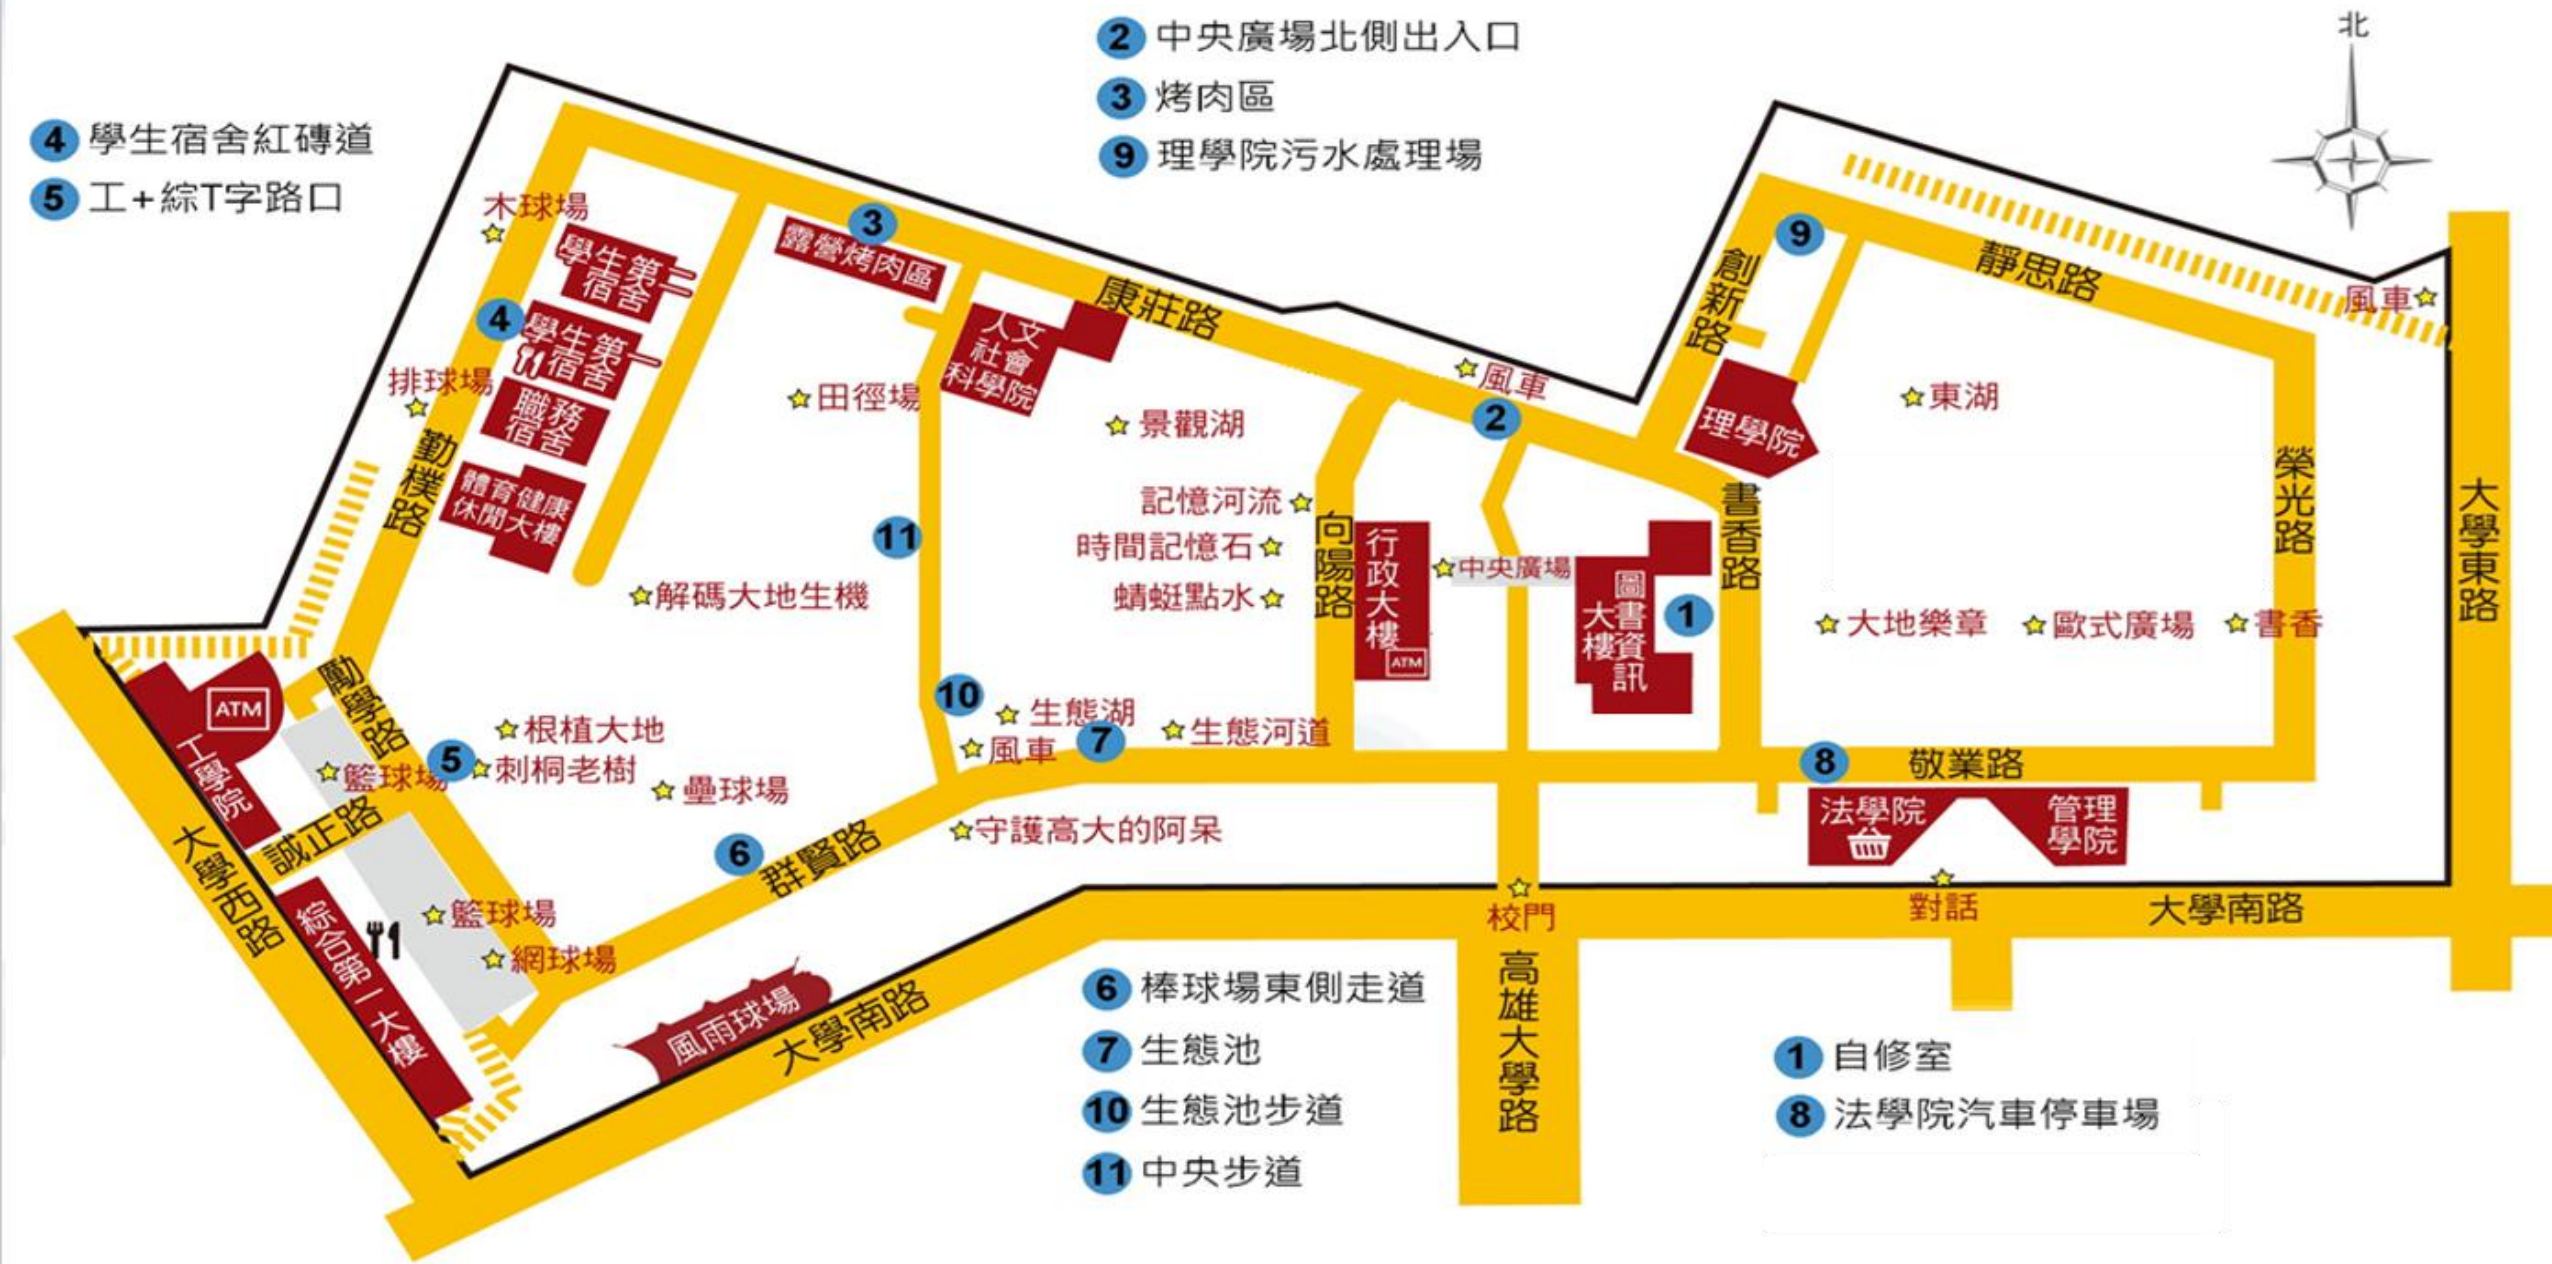 北
2 中央廣場北側出入口
3 烤肉區
9 理學院污水處理場
4 學生宿舍紅磚道
5 工+綜T字路口
木球場
學生第二
宿舍
3
露營烤肉區
4
學生第一
宿舍
排球場
職務
宿舍
勤樸路
體育健康
休閒大樓
田徑場
人文
社會
科學院
康莊路
景觀湖
風車
2
創新路
9
靜思路
風車
理學院
東湖
榮光路
大學東路
11
記憶河流
時間記憶石
蜻蜓點水
向陽路
行政大樓
ATM
中央廣場
圖書資訊
大樓
1
書香路
大地樂章
歐式廣場
書香
解碼大地生機
勵學路
ATM
工學院
籃球場
5
根植大地
刺桐老樹
壘球場
10
生態湖
風車
7
生態河道
8
敬業路
誠正路
6
群賢路
守護高大的阿呆
法學院
管理
學院
大學西路
綜合第一大樓
籃球場
網球場
校門
對話
大學南路
風雨球場
大學南路
高雄大學路
6 棒球場東側走道
7 生態池
10 生態池步道
11 中央步道
1 自修室
8 法學院汽車停車場